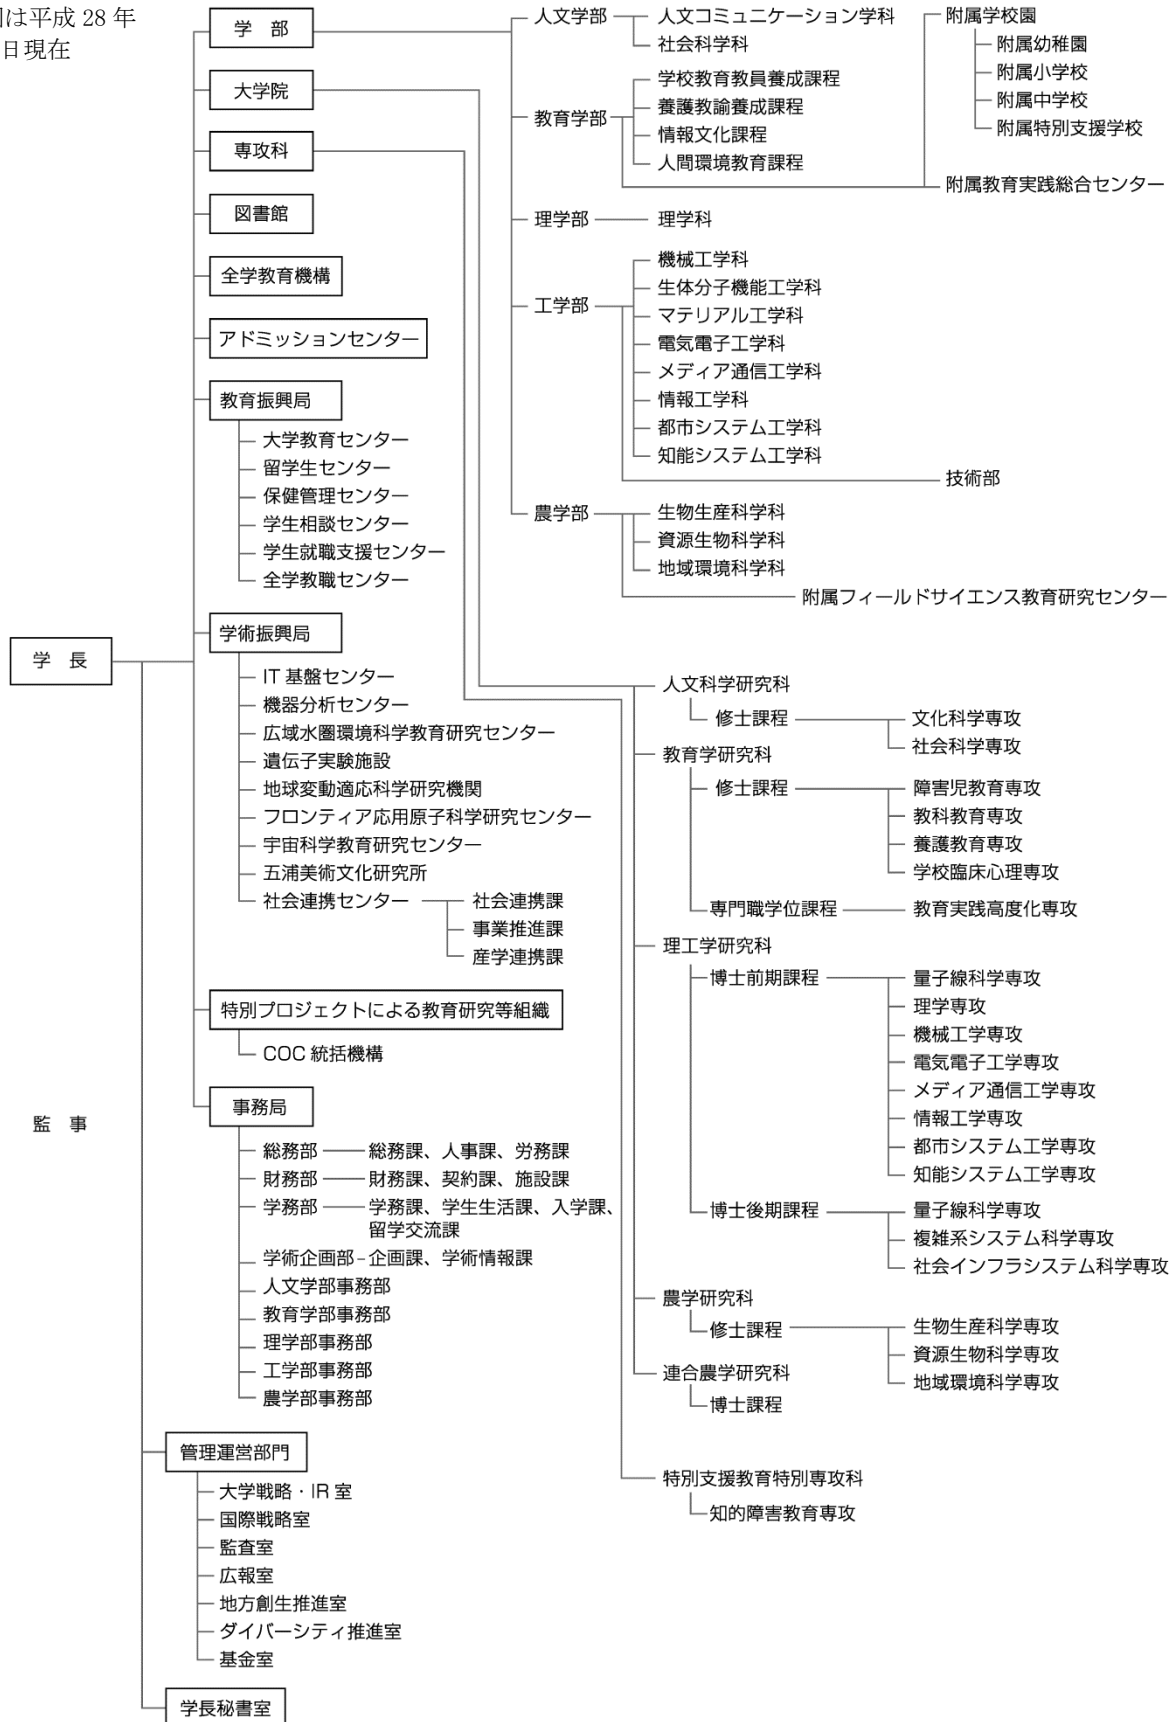 図は平成 28 年
日現在
学長
監事
学部
人文学部
人文コミュニケーション学科
社会科学科
教育学部
学校教育教員養成課程
養護教諭養成課程
情報文化課程
人間環境教育課程
附属学校園
附属幼稚園
附属小学校
附属中学校
附属特別支援学校
附属教育実践総合センター
理学部
理学科
工学部
機械工学科
生体分子機能工学科
マテリアル工学科
電気電子工学科
メディア通信工学科
情報工学科
都市システム工学科
知能システム工学科
技術部
農学部
生物生産科学科
資源生物科学科
地域環境科学科
附属フィールドサイエンス教育研究センター
大学院
人文科学研究科
修士課程
文化科学専攻
社会科学専攻
教育学研究科
修士課程
障害児教育専攻
教科教育専攻
養護教育専攻
学校臨床心理専攻
専門職学位課程
教育実践高度化専攻
理工学研究科
博士前期課程
量子線科学専攻
理学専攻
機械工学専攻
電気電子工学専攻
メディア通信工学専攻
情報工学専攻
都市システム工学専攻
知能システム工学専攻
博士後期課程
量子線科学専攻
複雑系システム科学専攻
社会インフラシステム科学専攻
農学研究科
修士課程
生物生産科学専攻
資源生物科学専攻
地域環境科学専攻
連合農学研究科
博士課程
専攻科
特別支援教育特別専攻科
知的障害教育専攻
図書館
全学教育機構
アドミッションセンター
教育振興局
大学教育センター
留学生センター
保健管理センター
学生相談センター
学生就職支援センター
全学教職センター
学術振興局
IT 基盤センター
機器分析センター
広域水圏環境科学教育研究センター
遺伝子実験施設
地球変動適応科学研究機関
フロンティア応用原子科学研究センター
宇宙科学教育研究センター
五浦美術文化研究所
社会連携センター
社会連携課
事業推進課
産学連携課
特別プロジェクトによる教育研究等組織
COC 統括機構
事務局
総務部 総務課、人事課、労務課
財務部 財務課、契約課、施設課
学務部 学務課、学生生活課、入学課、
留学交流課
学術企画部－企画課、学術情報課
人文学部事務部
教育学部事務部
理学部事務部
工学部事務部
農学部事務部
管理運営部門
大学戦略・IR 室
国際戦略室
監査室
広報室
地方創生推進室
ダイバーシティ推進室
基金室
学長秘書室